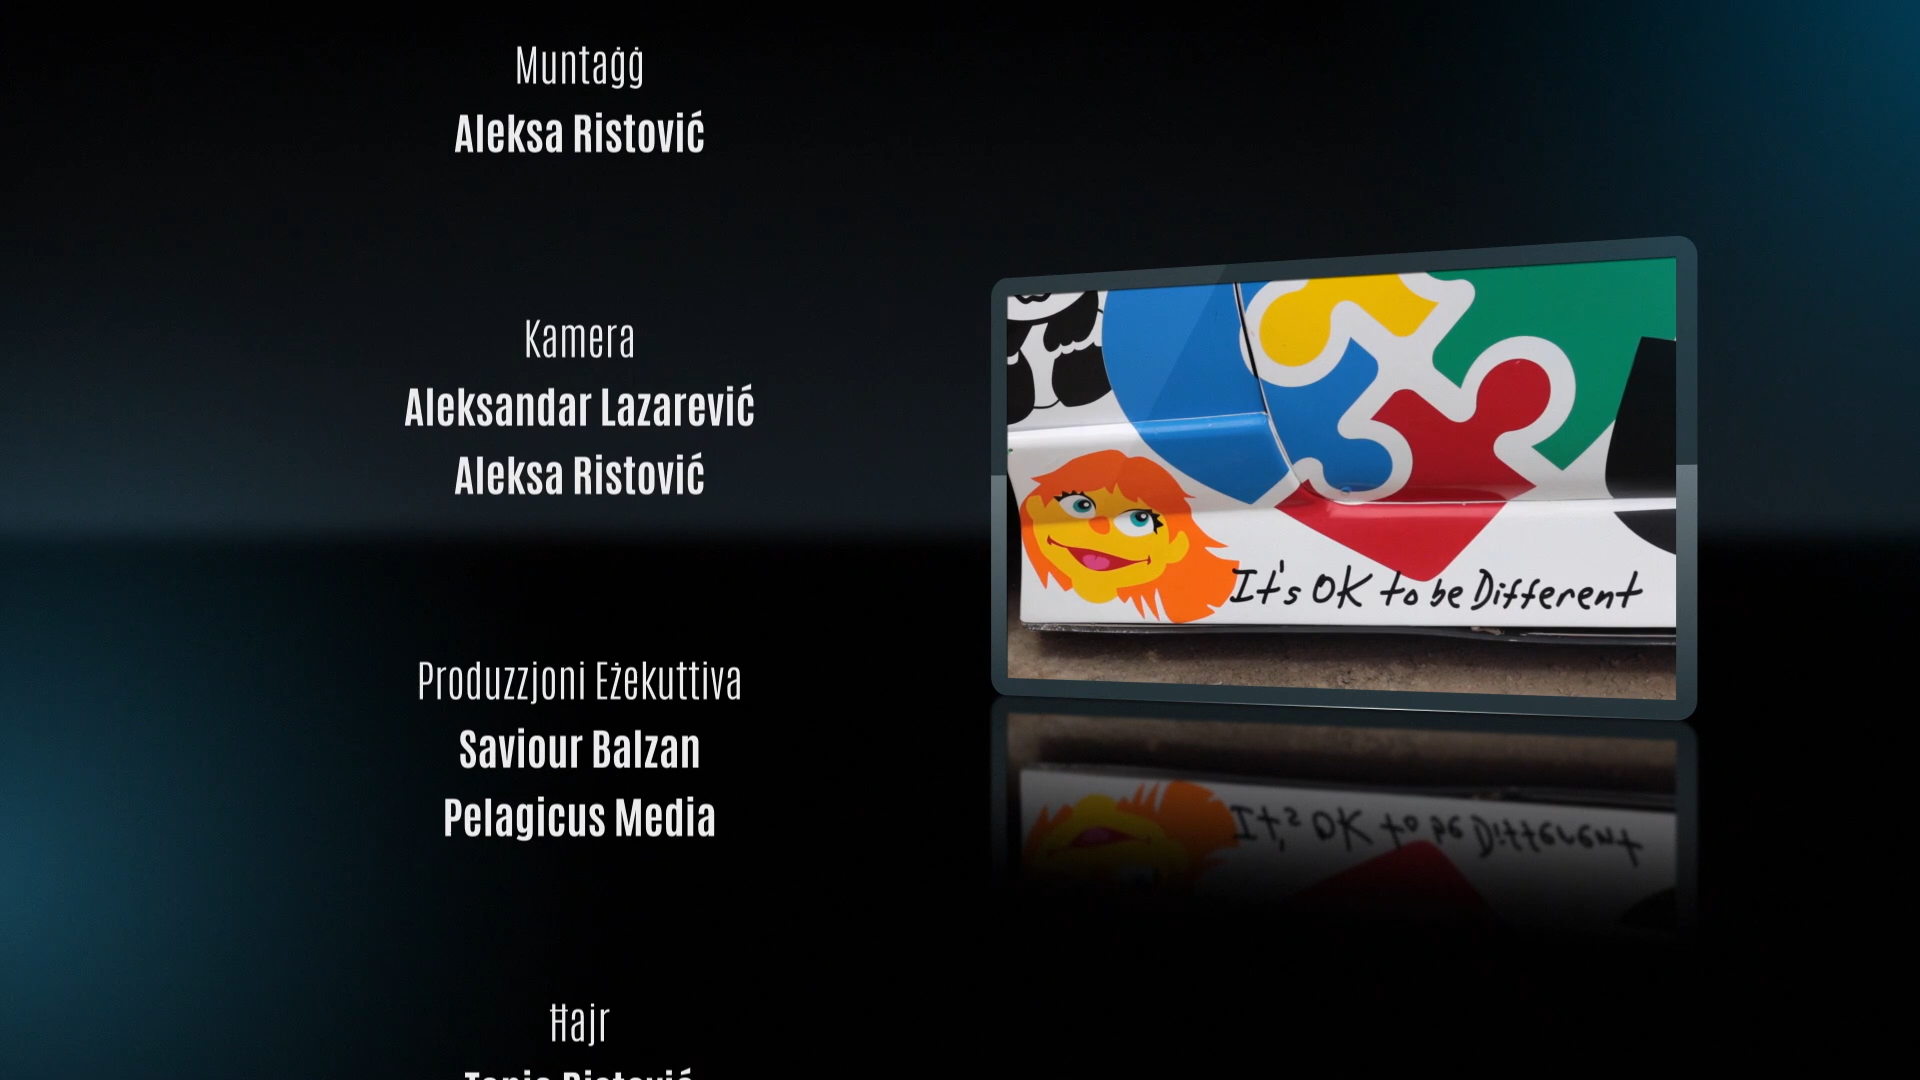 Muntaġġ
Aleksa Ristović
Kamera
Aleksandar Lazarević
Aleksa Ristović
Produzzjoni Eżekuttiva
Saviour Balzan
Pelagicus Media
Ħajr
It's OK to be Different